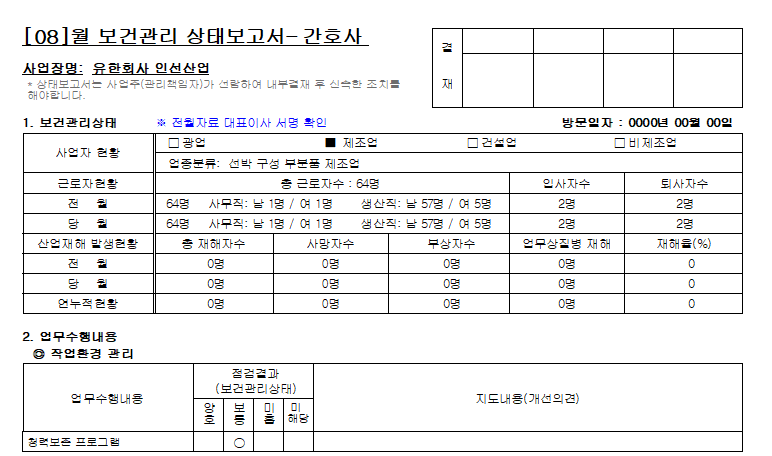 [08]월 보건관리 상태보고서- 간호사
결
재
사업장명: 유한회사 인선산업
* 상태보고서는 사업주(관리책임자)가 선람하여 내부결재 후 신속한 조치를
해야합니다.
1. 보건관리상태 ※ 전월자료 대표이사 서명 확인 방문일자 : 0000년 00월 00일
사업자 현황 □ 광업 ■ 제조업 □ 건설업 □ 비제조업
업종분류: 선박 구성 부분품 제조업
근로자현황 총 근로자수 : 64명 입사자수 퇴사자수
전 월 64명 사무직: 남 1명 / 여 1명 생산직: 남 57명 / 여 5명 2명 2명
당 월 64명 사무직: 남 1명 / 여 1명 생산직: 남 57명 / 여 5명 2명 2명
산업재해 발생현황 총 재해자수 사망자수 부상자수 업무상질병 재해 재해율(%)
전 월 0명 0명 0명 0명 0
당 월 0명 0명 0명 0명 0
연누적현황 0명 0명 0명 0명 0
2. 업무수행내용
◎ 작업환경 관리
업무수행내용 점검결과 지도내용(개선의견)
(보건관리상태)
양호 보통 미흡 미해당
청력보존 프로그램 ○